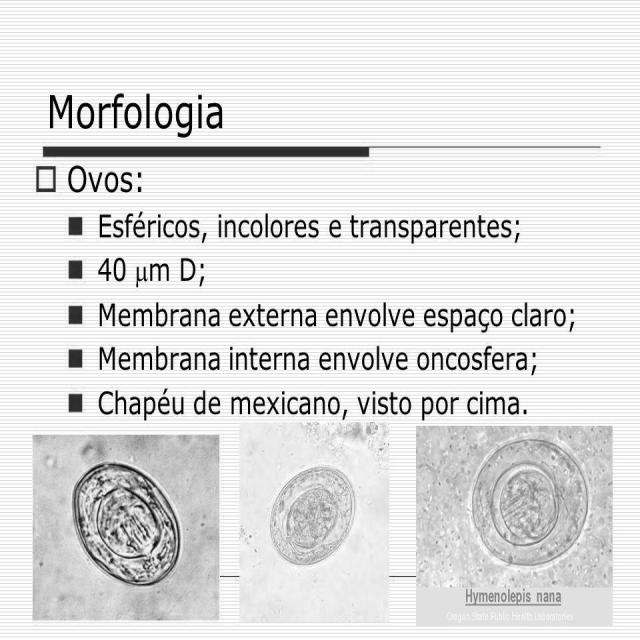 Morfologia
Ovos:
Esféricos, incolores e transparentes;
40 μm D;
Membrana externa envolve espaço claro;
Membrana interna envolve oncosfera;
Chapéu de mexicano, visto por cima.
Hymenolepis nana
Oregon State Public Health Laboratories